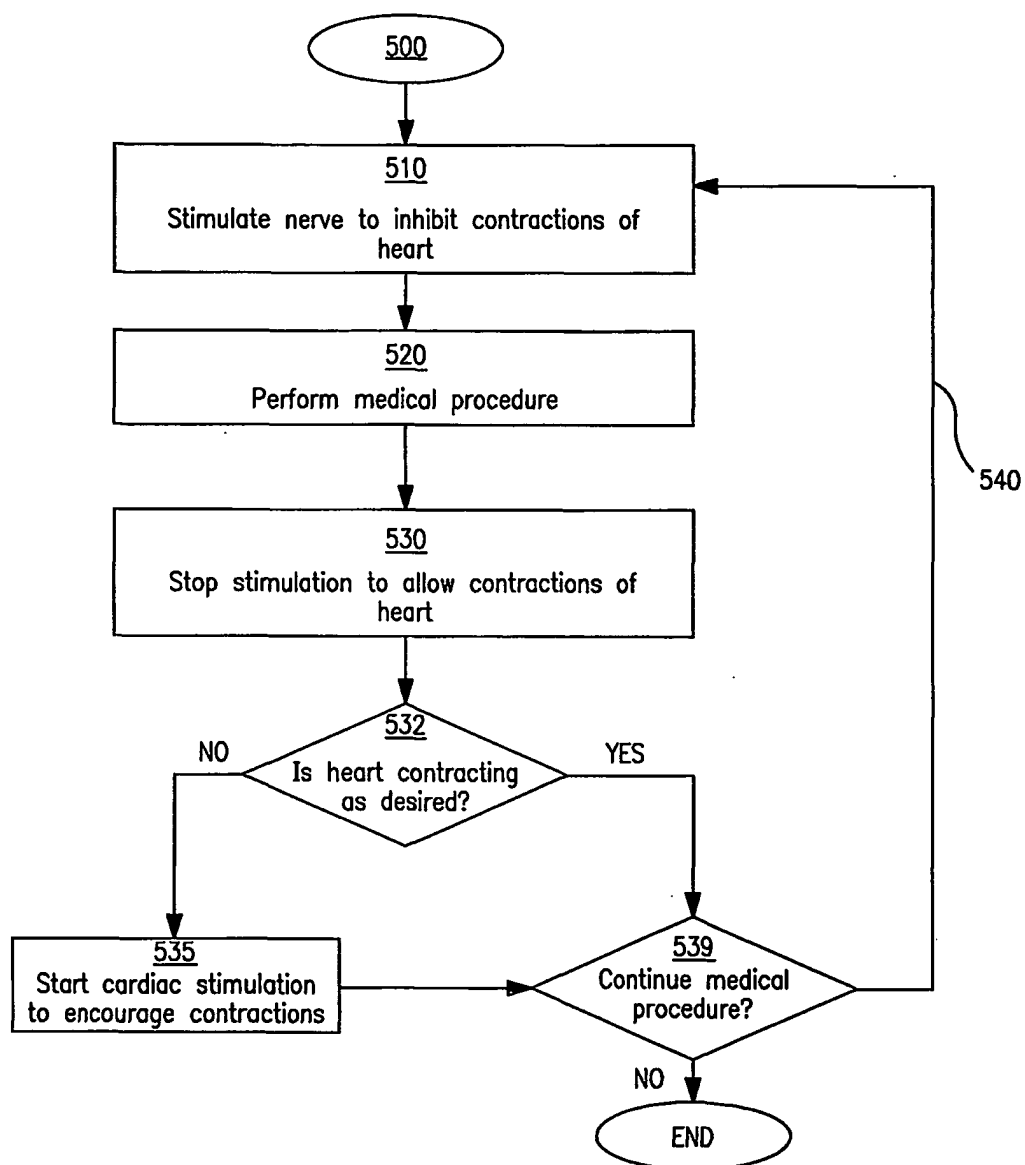 500
510
Stimulate nerve to inhibit contractions of
heart
520
Perform medical procedure
540
530
Stop stimulation to allow contractions of
heart
532
NO
YES
Is heart contracting
as desired?
535
Start cardiac stimulation
to encourage contractions
539
Continue medical
procedure?
NO
END